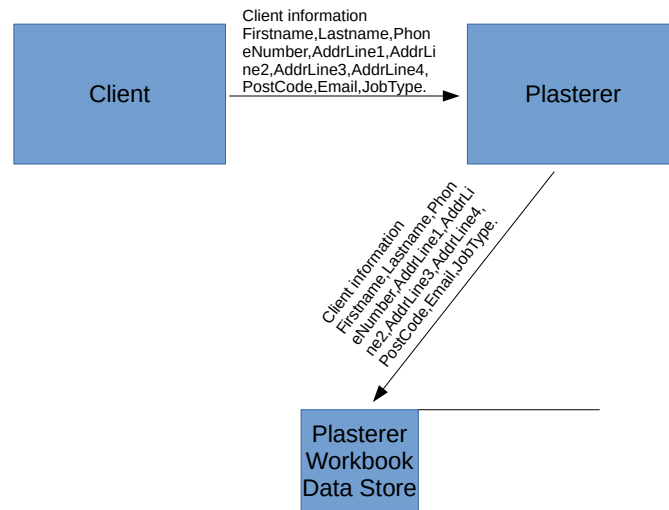 Client information
Firstname,Lastname,Phon
eNumber,AddrLine1,AddrLi
ne2,AddrLine3,AddrLine4,
PostCode,Email,JobType.
Client
Plasterer
Client information
Firstname,Lastname,Phon
eNumber,AddrLine1,AddrLi
ne2,AddrLine3,AddrLine4,
PostCode,Email,JobType.
Plasterer
Workbook
Data Store